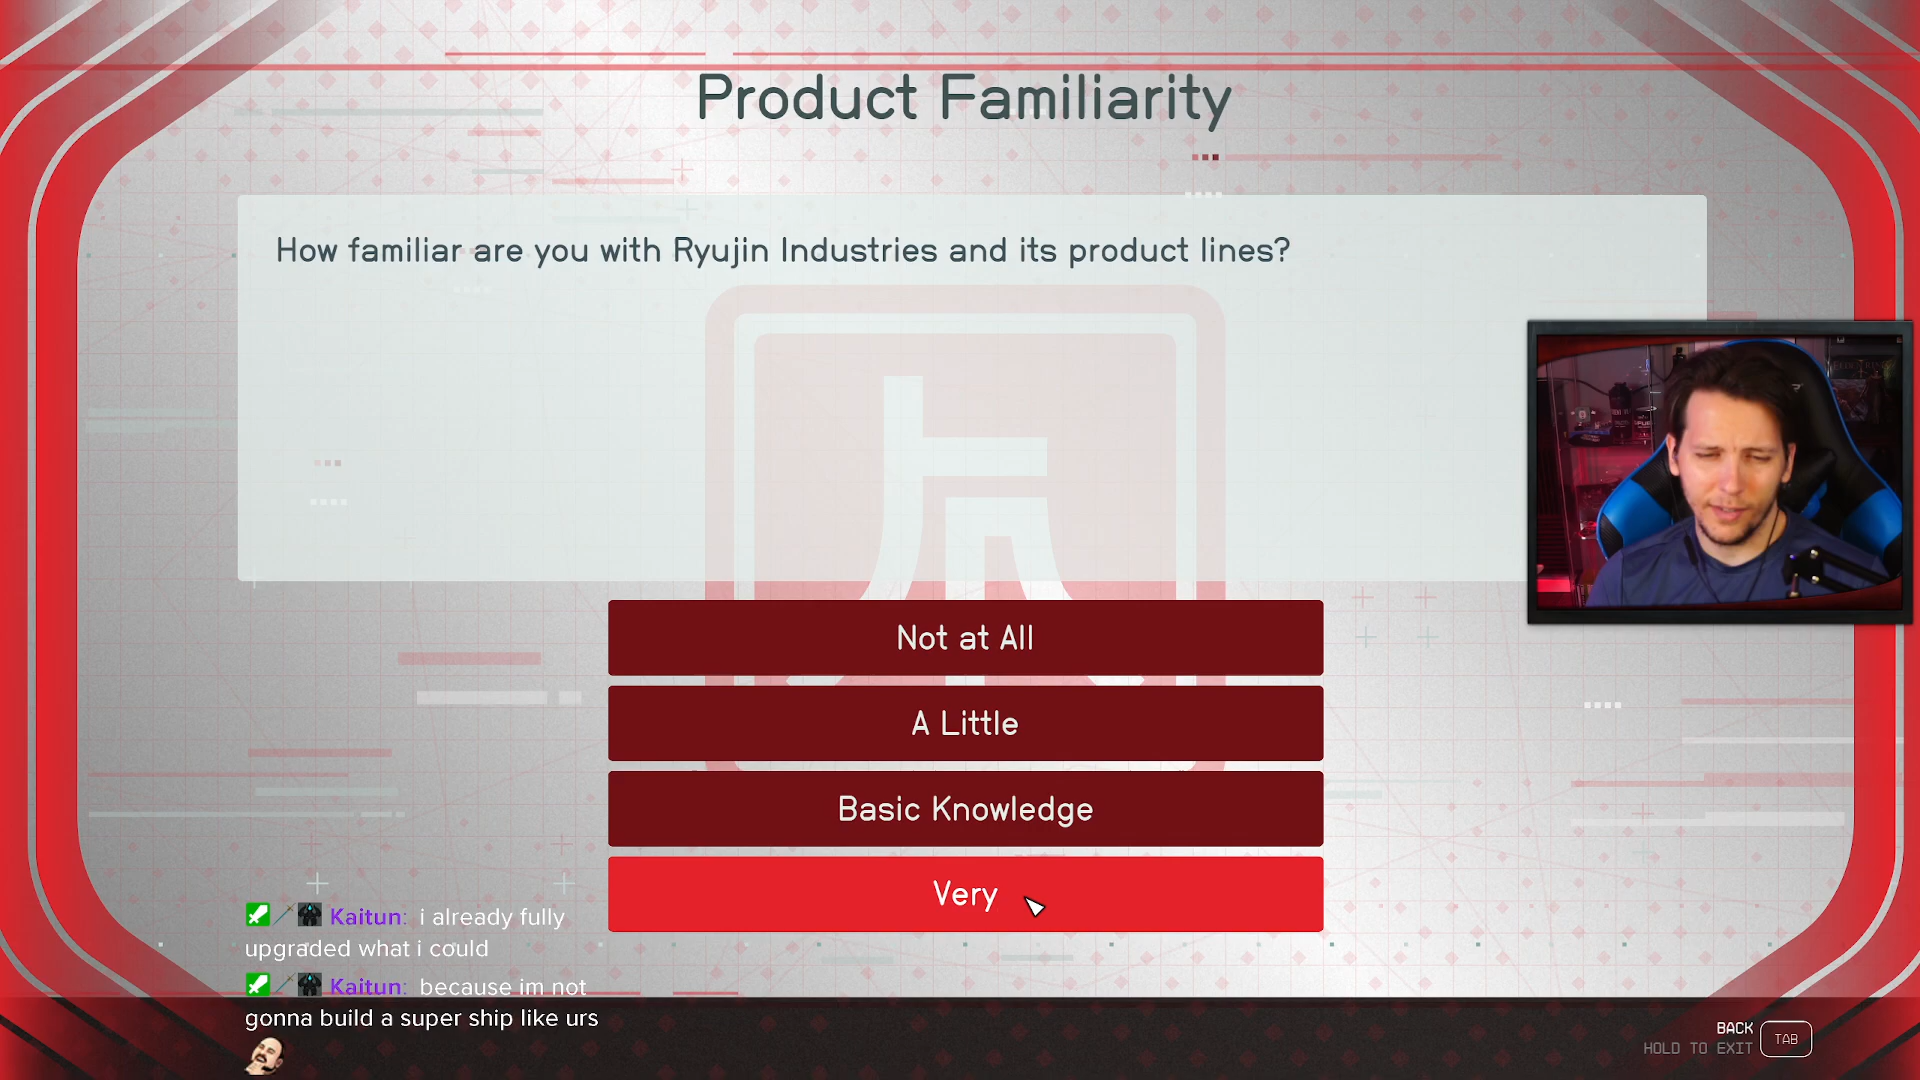 Product Familiarity
How familiar are you with Ryujin Industries and its product lines?
Not at All
A Little
Basic Knowledge
Very
Kaitun: i already fully
upgraded what i could
Kaitun: because im not
gonna build a super ship like urs
BACK
HOLD TO EXIT
TAB